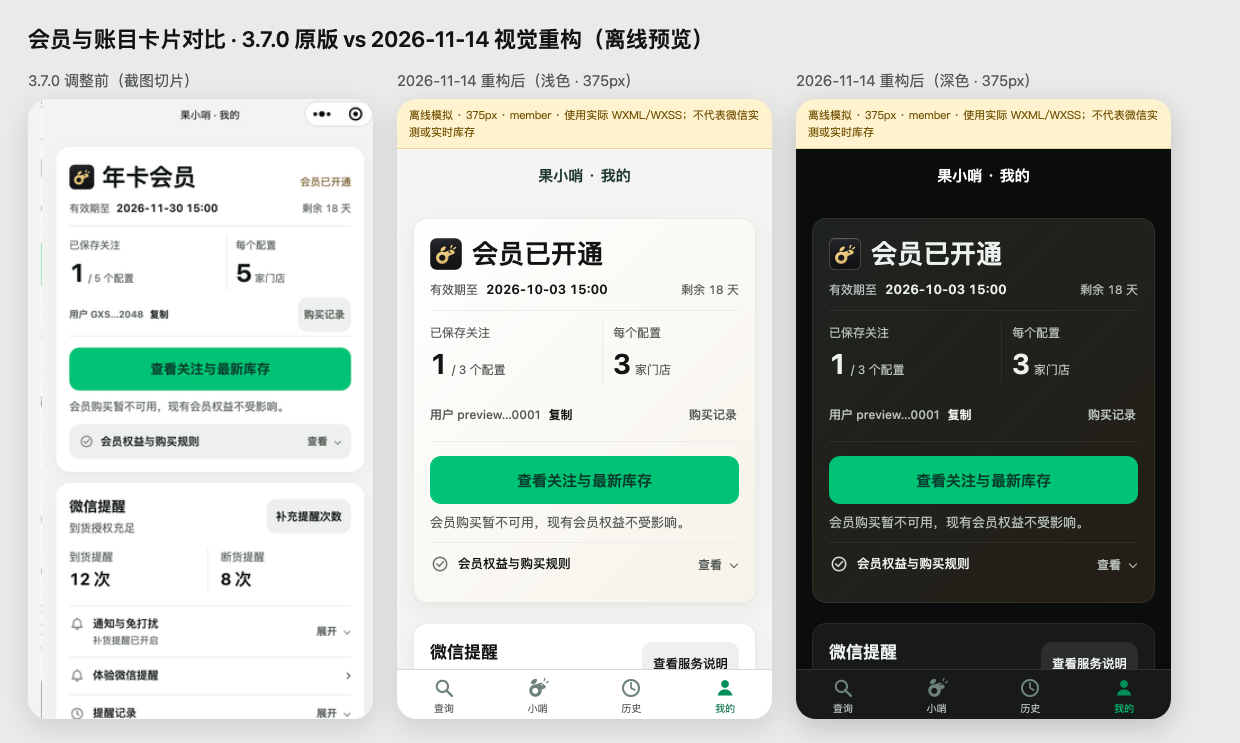 会员与账目卡片对比 · 3.7.0 原版 vs 2026-11-14 视觉重构（离线预览）
3.7.0 调整前（截图切片）
果小哨 · 我的
年卡会员
会员已开通
有效期至 2026-11-30 15:00
剩余 18 天
已保存关注
每个配置
1 / 5 个配置
5 家门店
用户 GXS...2048 复制
购买记录
查看关注与最新库存
会员购买暂不可用，现有会员权益不受影响。
会员权益与购买规则
查看
微信提醒
到货授权充足
补充提醒次数
到货提醒
断货提醒
12 次
8 次
通知与免打扰
补货提醒已开启
展开
体验微信提醒
提醒记录
展开
2026-11-14 重构后（浅色 · 375px）
离线模拟 · 375px · member · 使用实际 WXML/WXSS；不代表微信实
测或实时库存
果小哨 · 我的
会员已开通
有效期至 2026-10-03 15:00
剩余 18 天
已保存关注
每个配置
1 / 3 个配置
3 家门店
用户 preview...0001 复制
购买记录
查看关注与最新库存
会员购买暂不可用，现有会员权益不受影响。
会员权益与购买规则
查看
微信提醒
查看服务说明
查询
小哨
历史
我的
2026-11-14 重构后（深色 · 375px）
离线模拟 · 375px · member · 使用实际 WXML/WXSS；不代表微信实
测或实时库存
果小哨 · 我的
会员已开通
有效期至 2026-10-03 15:00
剩余 18 天
已保存关注
每个配置
1 / 3 个配置
3 家门店
用户 preview...0001 复制
购买记录
查看关注与最新库存
会员购买暂不可用，现有会员权益不受影响。
会员权益与购买规则
查看
微信提醒
查看服务说明
查询
小哨
历史
我的